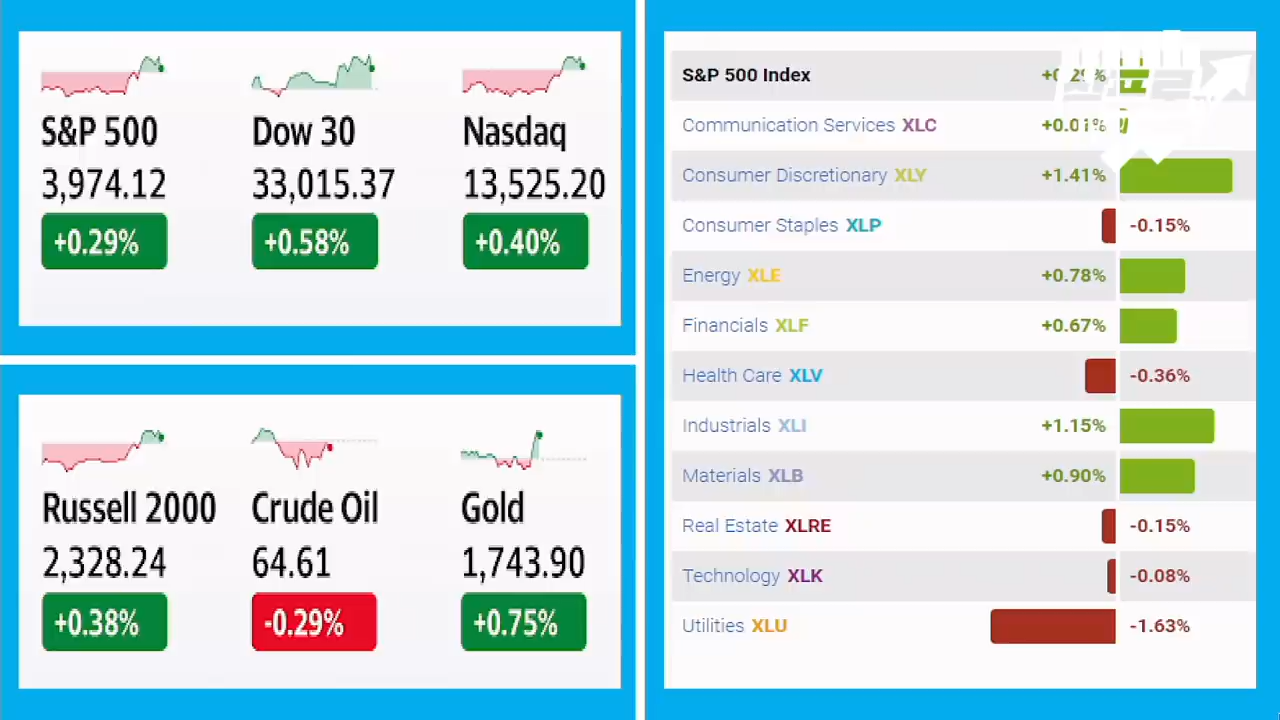 S&P 500
3,974.12
+0.29%
Dow 30
33,015.37
+0.58%
Nasdaq
13,525.20
+0.40%
Russell 2000
2,328.24
+0.38%
Crude Oil
64.61
-0.29%
Gold
1,743.90
+0.75%
S&P 500 Index +0.29%
Communication Services XLC +0.01%
Consumer Discretionary XLY +1.41%
Consumer Staples XLP -0.15%
Energy XLE +0.78%
Financials XLF +0.67%
Health Care XLV -0.36%
Industrials XLI +1.15%
Materials XLB +0.90%
Real Estate XLRE -0.15%
Technology XLK -0.08%
Utilities XLU -1.63%